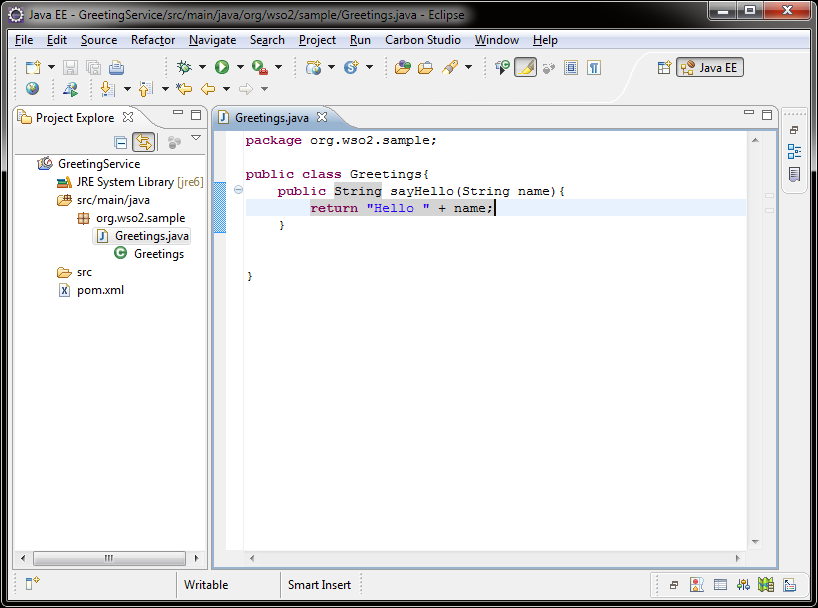 Java EE - GreetingService/src/main/java/org/wso2/sample/Greetings.java - Eclipse
File Edit Source Refactor Navigate Search Project Run Carbon Studio Window Help
Java EE
Project Explore
Greetings.java
GreetingService
JRE System Library [jre6]
src/main/java
org.wso2.sample
Greetings.java
Greetings
src
pom.xml
package org.wso2.sample;
public class Greetings{
public String sayHello(String name){
return "Hello " + name;
}
}
Writable
Smart Insert